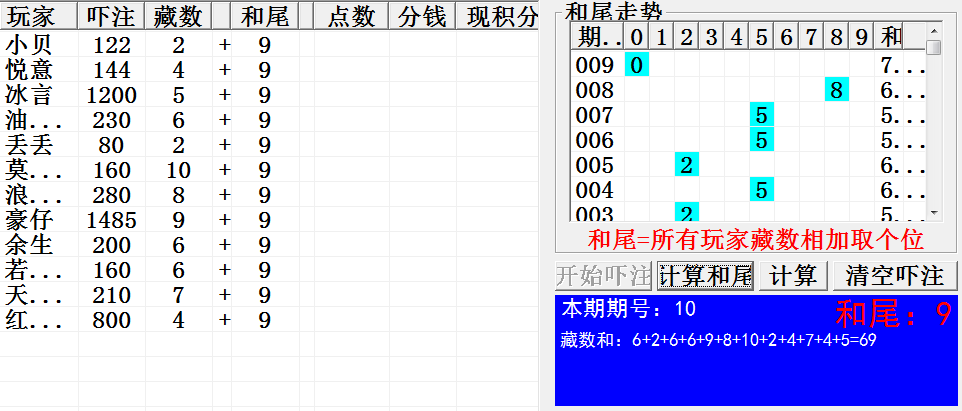 玩家 吓注 藏数 和尾 点数 分钱 现积分
小贝 122 2 + 9
悦意 144 4 + 9
冰言 1200 5 + 9
油... 230 6 + 9
丢丢 80 2 + 9
莫... 160 10 + 9
浪... 280 8 + 9
豪仔 1485 9 + 9
余生 200 6 + 9
若... 160 6 + 9
天... 210 7 + 9
红... 800 4 + 9
和尾走势
期.. 0 1 2 3 4 5 6 7 8 9 和
009 0 7...
008 8 6...
007 5 5...
006 5 5...
005 2 6...
004 5 6...
003 2 5...
和尾=所有玩家藏数相加取个位
开始吓注 计算和尾 计算 清空吓注
本期期号：10 和尾：9
藏数和：6+2+6+6+9+8+10+2+4+7+4+5=69